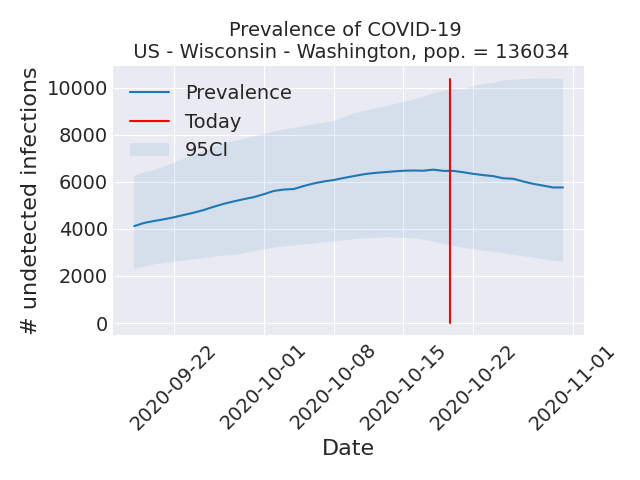 Prevalence of COVID-19
US - Wisconsin - Washington, pop. = 136034
# undetected infections
10000
8000
6000
4000
2000
0
Prevalence
Today
95CI
2020-09-22
2020-10-01
2020-10-08
2020-10-15
2020-10-22
2020-11-01
Date